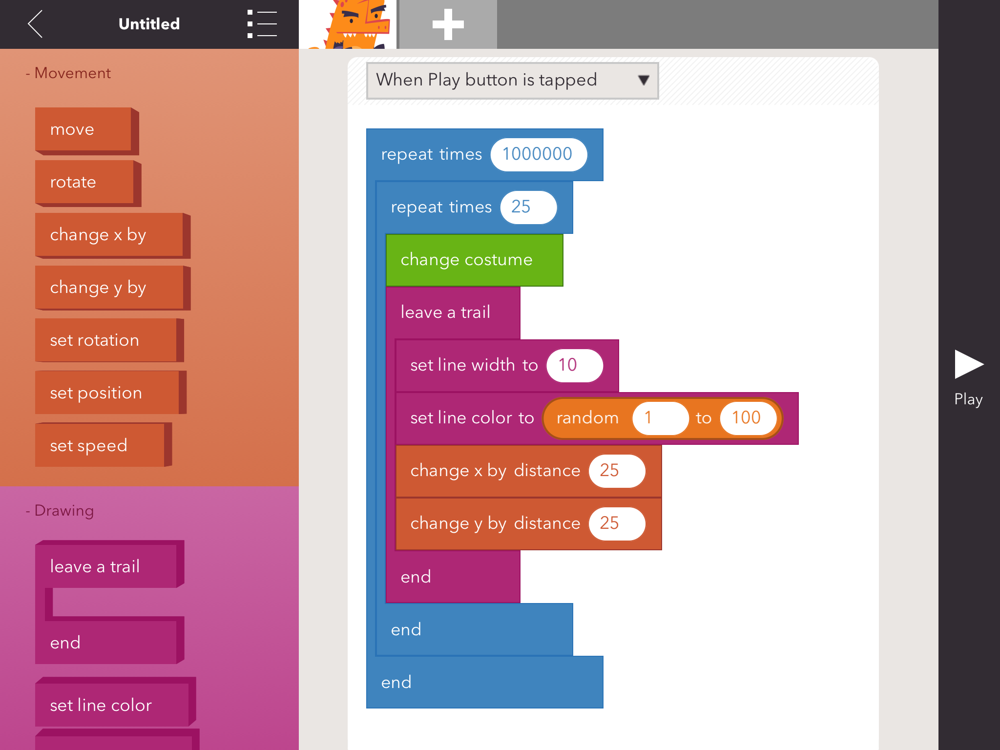 Untitled
- Movement
move
rotate
change x by
change y by
set rotation
set position
set speed
- Drawing
leave a trail
end
set line color
When Play button is tapped
repeat times 1000000
repeat times 25
change costume
leave a trail
set line width to 10
set line color to random 1 to 100
change x by distance 25
change y by distance 25
end
end
end
Play